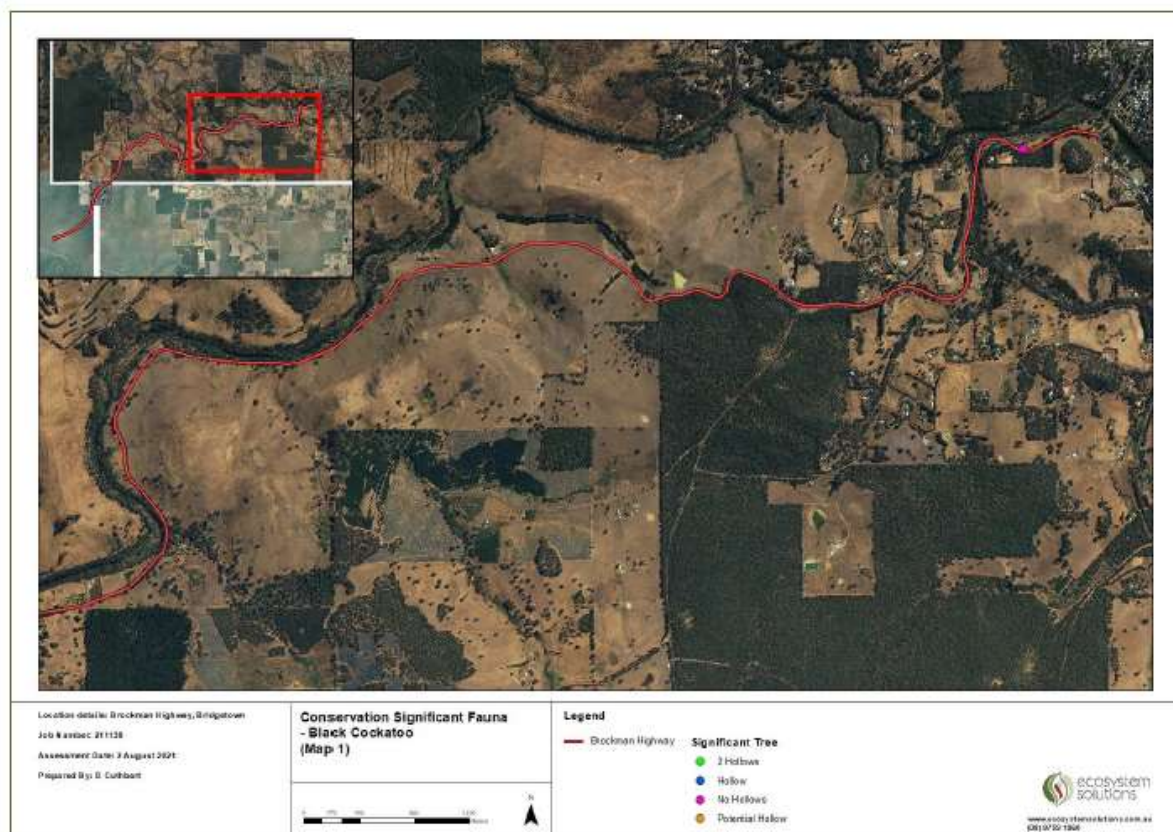 Location details: Brockman Highway, Bridgetown
Job Number: 211138
Assessment Date: 3 August 2021
Prepared By: D Cuthbert
Conservation Significant Fauna
- Black Cockatoo
(Map 1)
N
Legend
Brockman Highway
Significant Tree
2 Hollows
Hollow
No Hollows
Potential Hollow
ecosystem
solutions
www.ecosystemsolutions.com.au